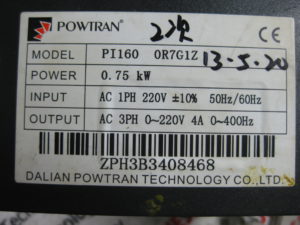 POWTRAN CE
MODEL PI160 0R7G1Z 13-5-20
POWER 0.75 kW
INPUT AC 1PH 220V ±10% 50Hz/60Hz
OUTPUT AC 3PH 0~220V 4A 0~400Hz
ZPH3B3408468
DALIAN POWTRAN TECHNOLOGY CO.,LTD.